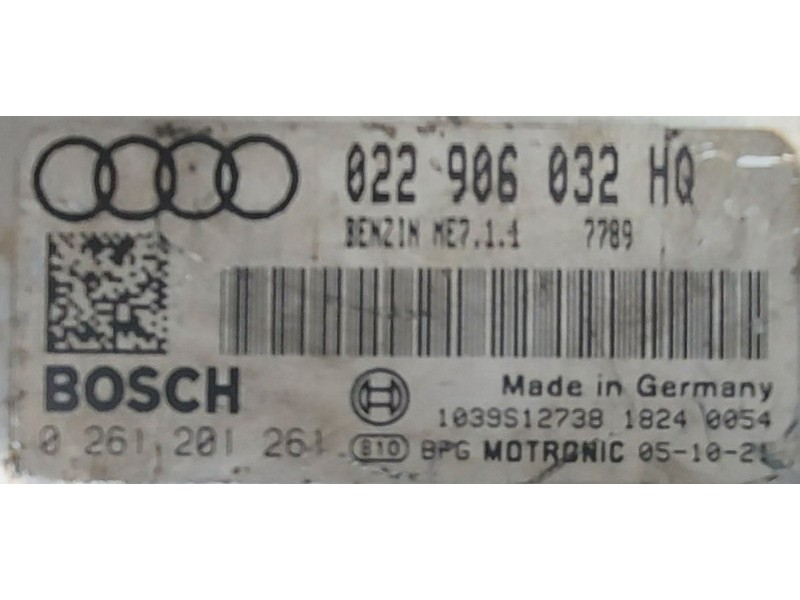 022 906 032 HQ
BENZIN ME7.1.1 7789
BOSCH
Made in Germany
1039S12738 1824 0054
0 261 201 261 B10 BPG MOTRONIC 05-10-21